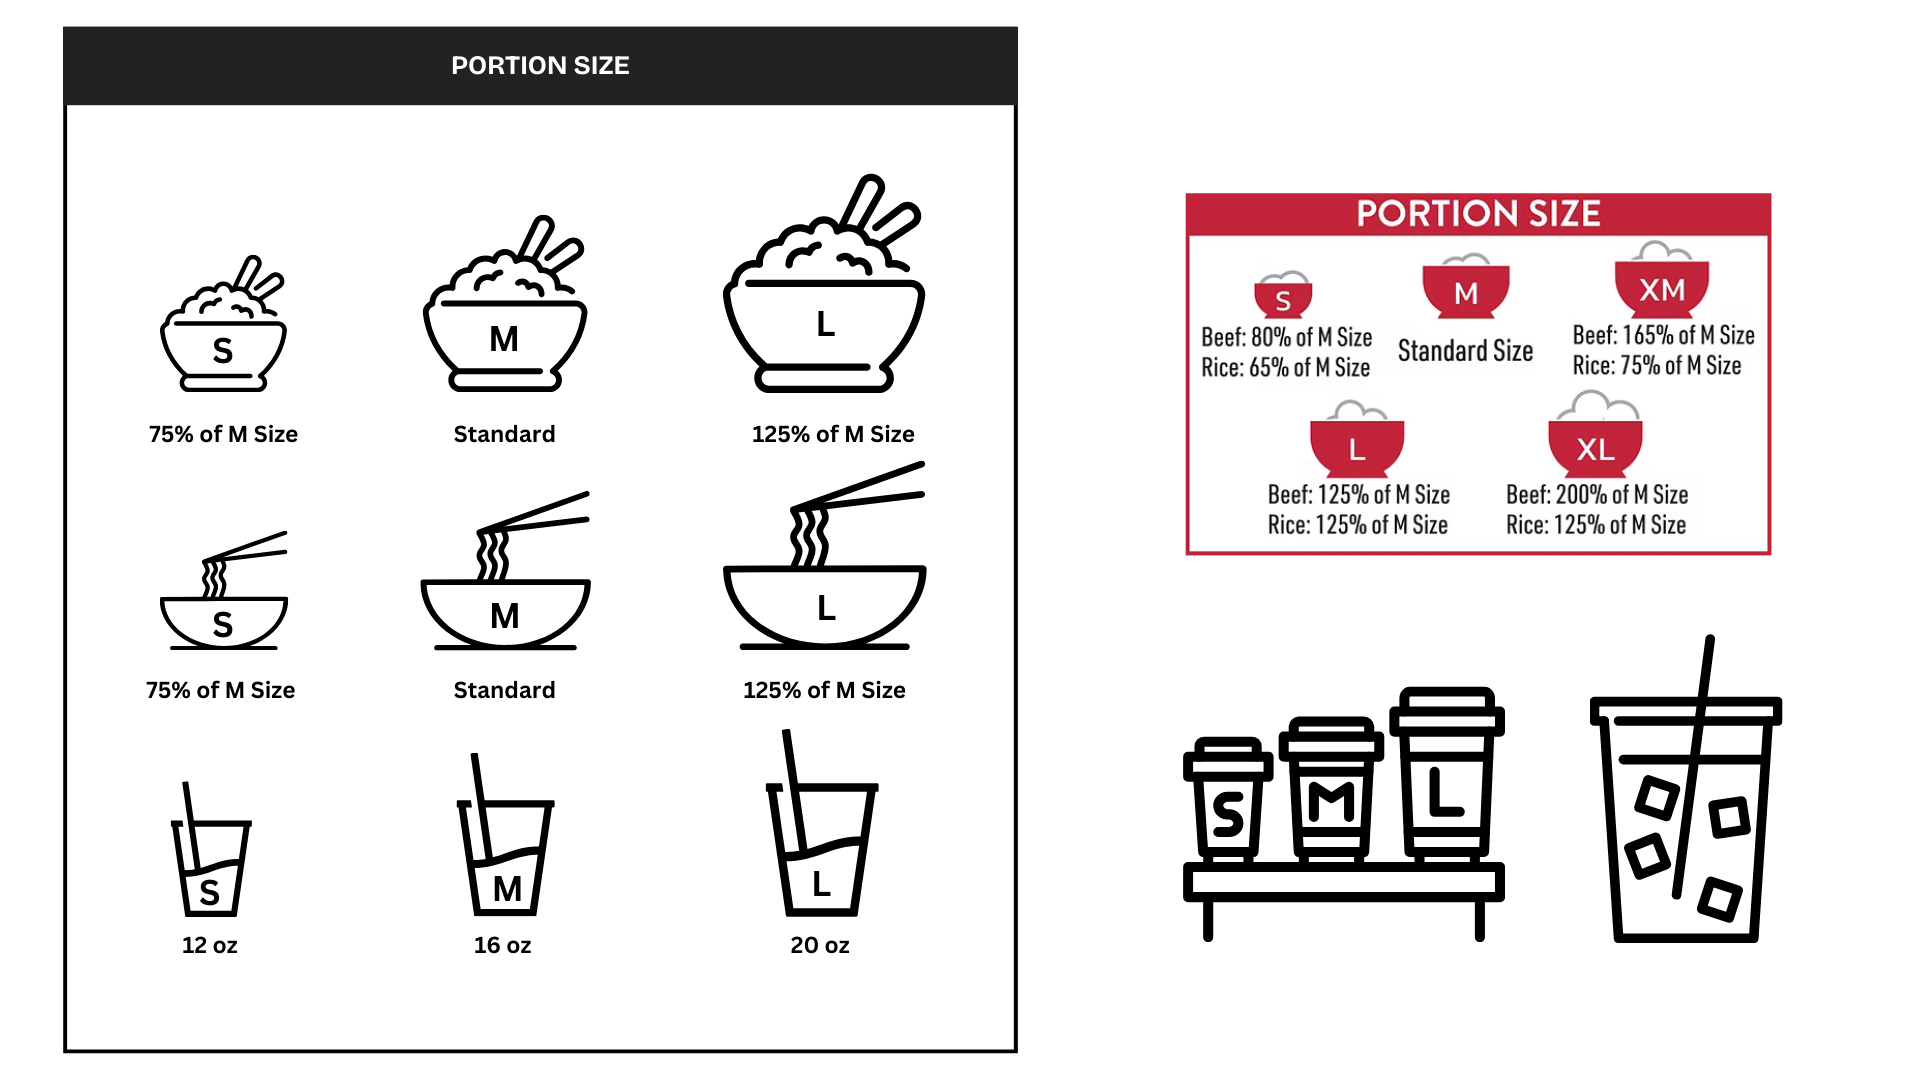 PORTION SIZE
S
M
L
75% of M Size
Standard
125% of M Size
S
M
L
75% of M Size
Standard
125% of M Size
S
M
L
12 oz
16 oz
20 oz
PORTION SIZE
S
M
XM
Beef: 80% of M Size
Rice: 65% of M Size
Standard Size
Beef: 165% of M Size
Rice: 75% of M Size
L
XL
Beef: 125% of M Size
Rice: 125% of M Size
Beef: 200% of M Size
Rice: 125% of M Size
S
M
L